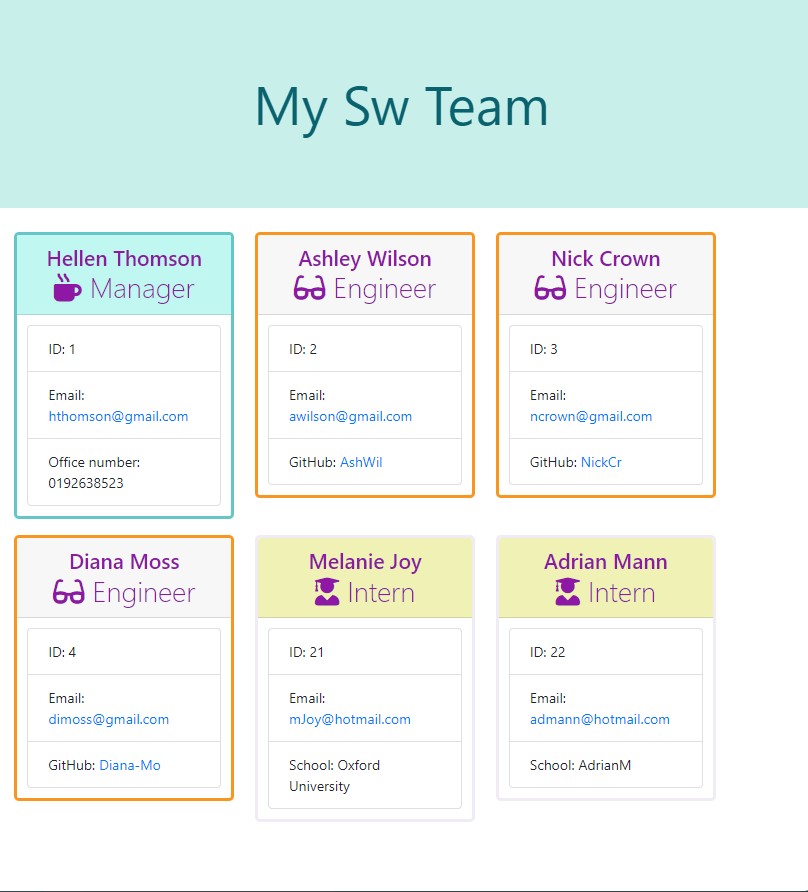 My Sw Team
Hellen Thomson
Manager
ID: 1
Email:
hthomson@gmail.com
Office number:
0192638523
Ashley Wilson
Engineer
ID: 2
Email:
awilson@gmail.com
GitHub: AshWil
Nick Crown
Engineer
ID: 3
Email:
ncrown@gmail.com
GitHub: NickCr
Diana Moss
Engineer
ID: 4
Email:
dimoss@gmail.com
GitHub: Diana-Mo
Melanie Joy
Intern
ID: 21
Email:
mJoy@hotmail.com
School: Oxford
University
Adrian Mann
Intern
ID: 22
Email:
admann@hotmail.com
School: AdrianM